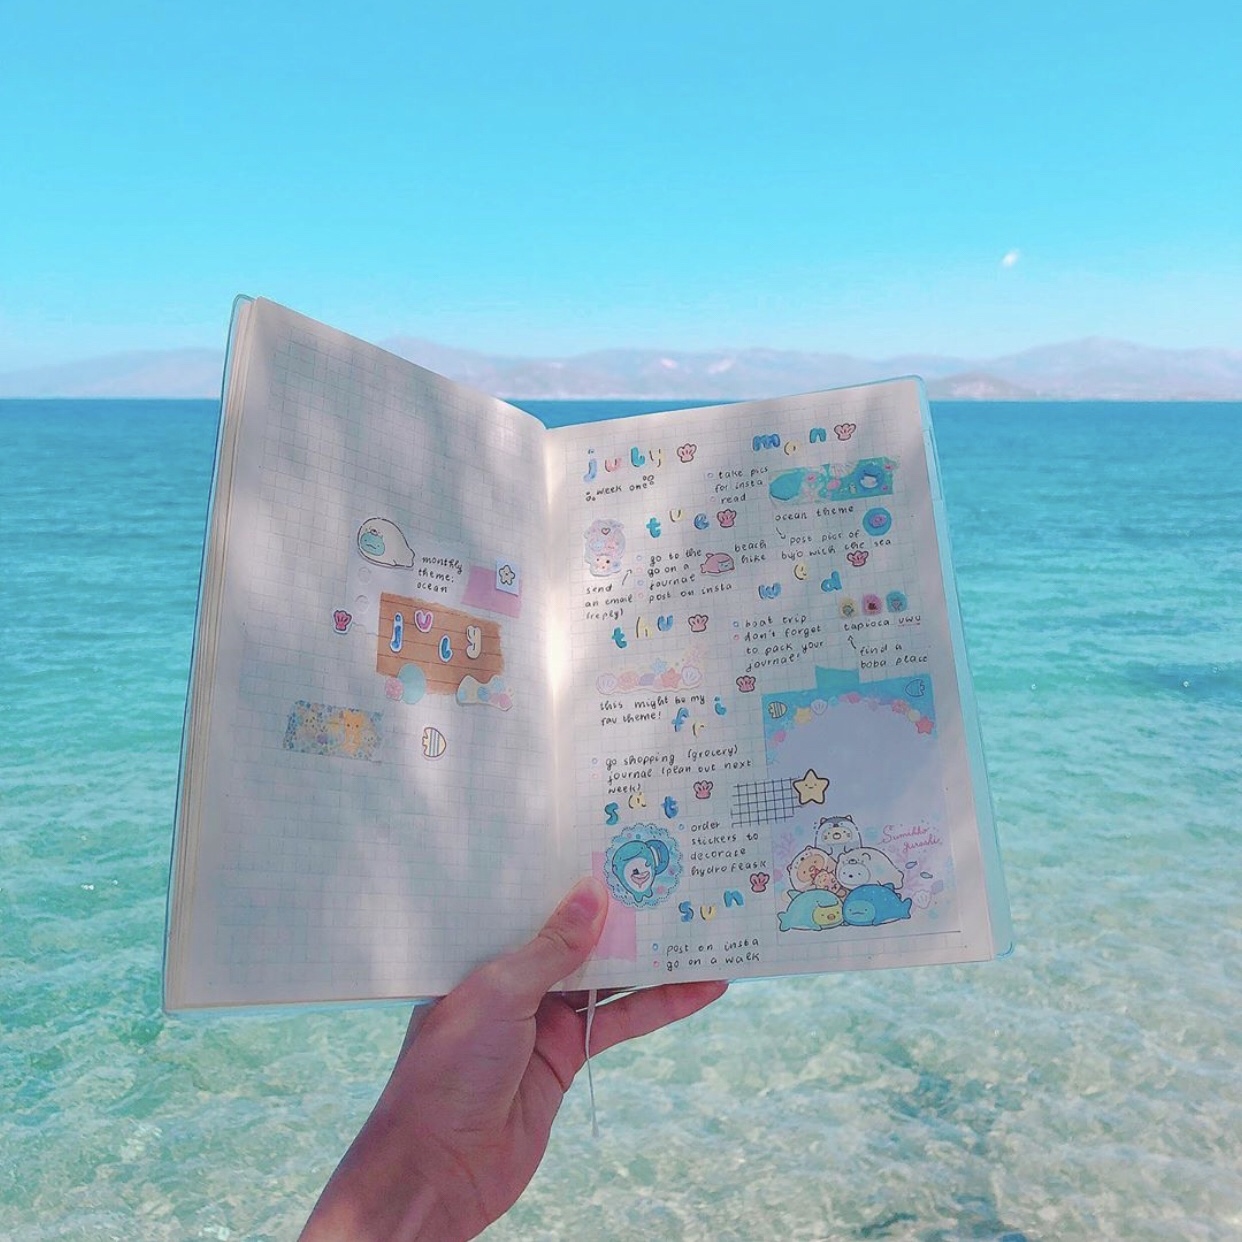 monthly
theme:
ocean
july
july
week one
mon
take pics
for insta
read
ocean theme
post pics of
bujo with the sea
tue
go to the beach
go on a hike
journal
post on insta
send
an email
(reply)
wed
boat trip
don't forget
to pack your
journal!
tapioca uwu
find a
boba place
thu
this might be my
fav theme!
fri
go shopping (grocery)
journal (plan out next
week)
sat
order
stickers to
decorate
hydrofeask
Sumikko
gurashi
sun
post on insta
go on a walk